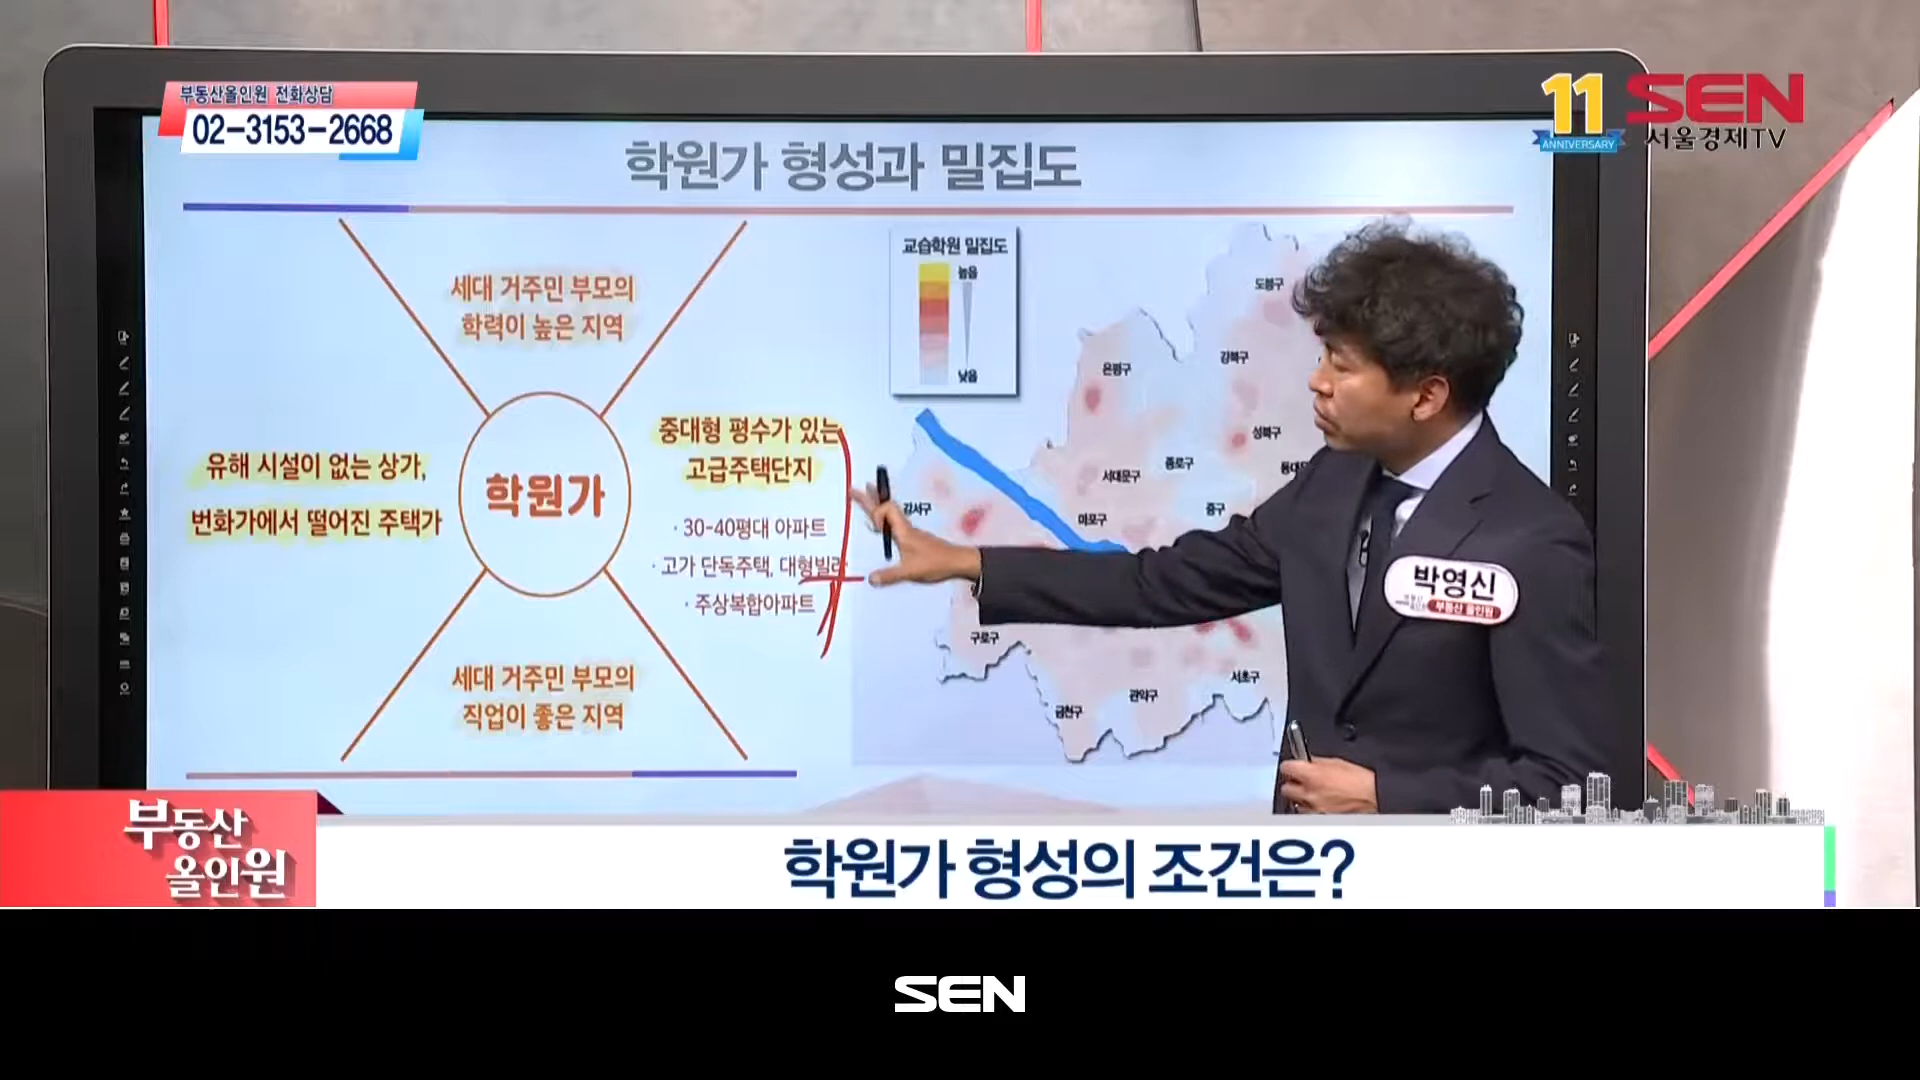 부동산올인원 전화상담
02-3153-2668
11
ANNIVERSARY
SEN
서울경제TV
학원가 형성과 밀집도
세대 거주민 부모의
학력이 높은 지역
유해 시설이 없는 상가,
번화가에서 떨어진 주택가
학원가
중대형 평수가 있는
고급주택단지
· 30-40평대 아파트
· 고가 단독주택, 대형빌라
· 주상복합아파트
세대 거주민 부모의
직업이 좋은 지역
교습학원 밀집도
높음
낮음
도봉구
은평구
강북구
성북구
종로구
서대문구
동대문
강서구
마포구
중구
구로구
서초구
관악구
금천구
박영신
부동산 올인원
부동산
올인원
학원가 형성의 조건은?
SEN